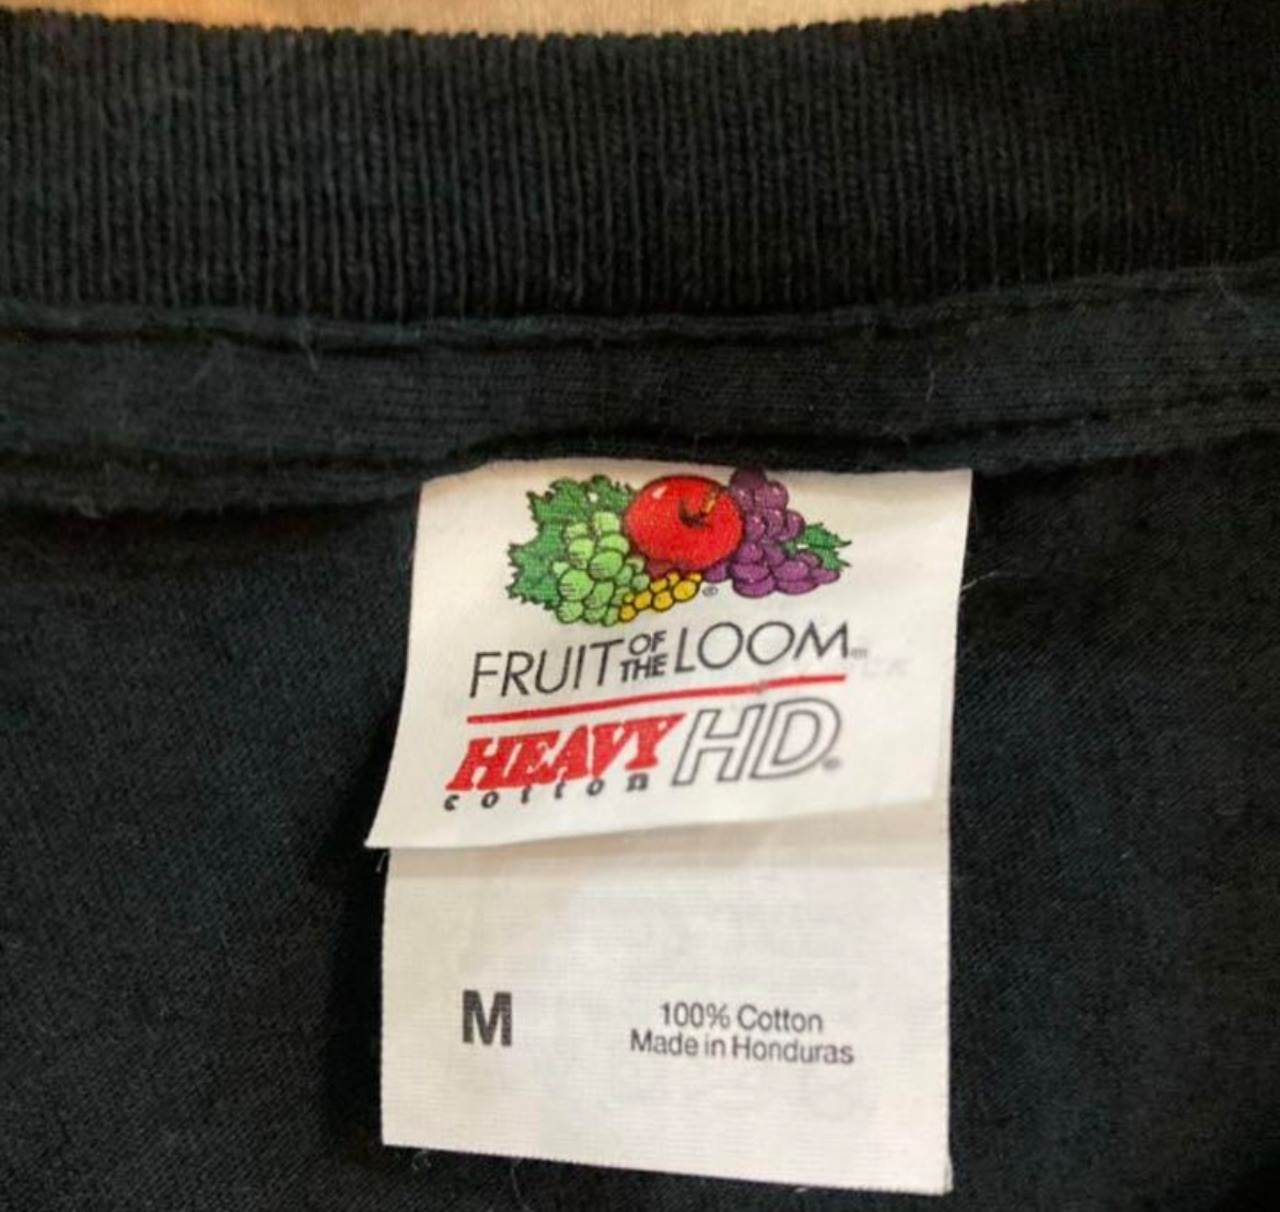 FRUIT OF THE LOOM
HEAVY HD®
cotton
M
100% Cotton
Made in Honduras